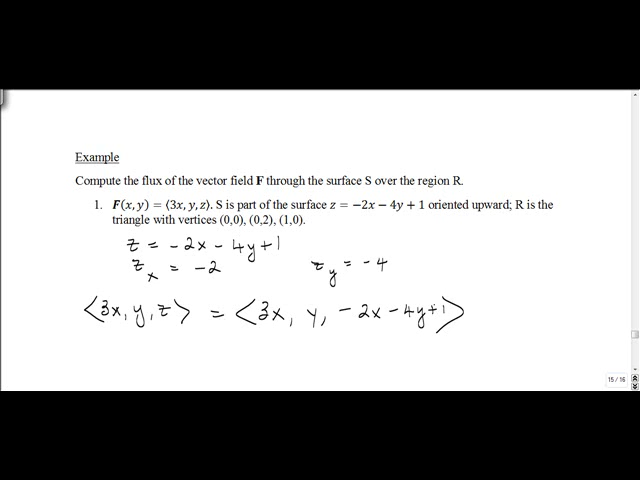 Example
Compute the flux of the vector field F through the surface S over the region R.
1. F(x, y) = ⟨3x, y, z⟩. S is part of the surface z = −2x − 4y + 1 oriented upward; R is the
triangle with vertices (0,0), (0,2), (1,0).
z = -2x - 4y + 1
z_x = -2 z_y = -4
⟨3x, y, z⟩ = ⟨3x, y, -2x - 4y + 1⟩
15 / 16